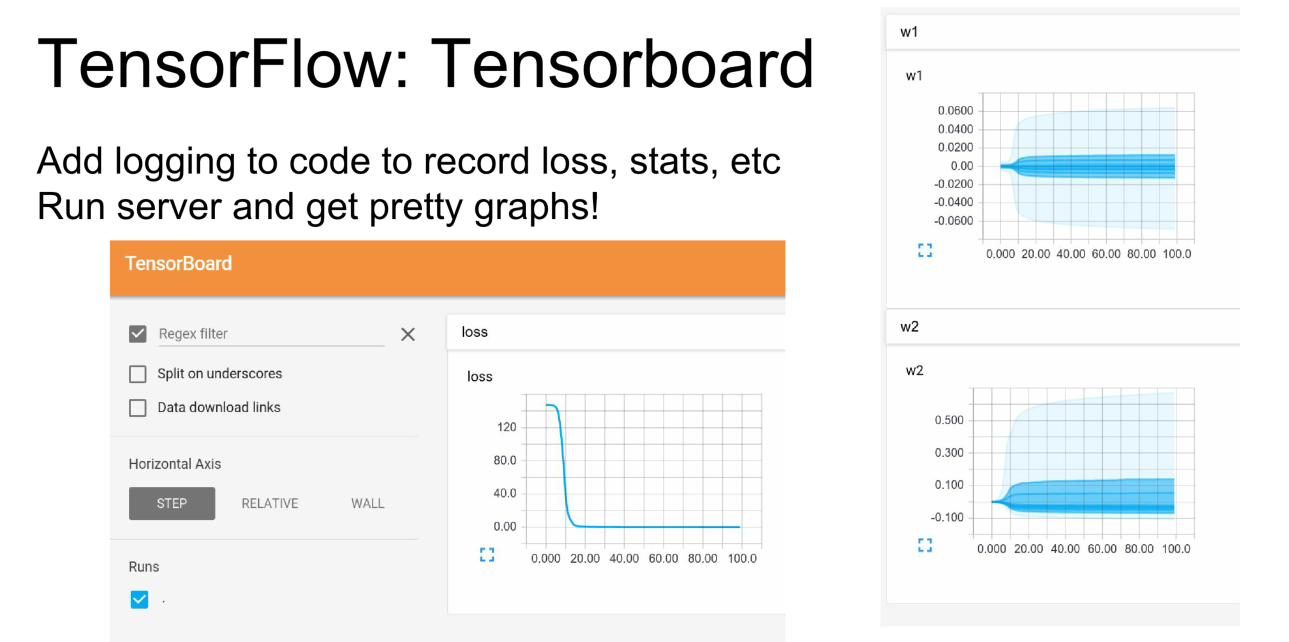 TensorFlow: Tensorboard
Add logging to code to record loss, stats, etc
Run server and get pretty graphs!
TensorBoard
Regex filter
Split on underscores
Data download links
Horizontal Axis
STEP RELATIVE WALL
Runs
.
loss
loss
120
80.0
40.0
0.00
0.000 20.00 40.00 60.00 80.00 100.0
w1
w1
0.0600
0.0400
0.0200
0.00
-0.0200
-0.0400
-0.0600
0.000 20.00 40.00 60.00 80.00 100.0
w2
w2
0.500
0.300
0.100
-0.100
0.000 20.00 40.00 60.00 80.00 100.0